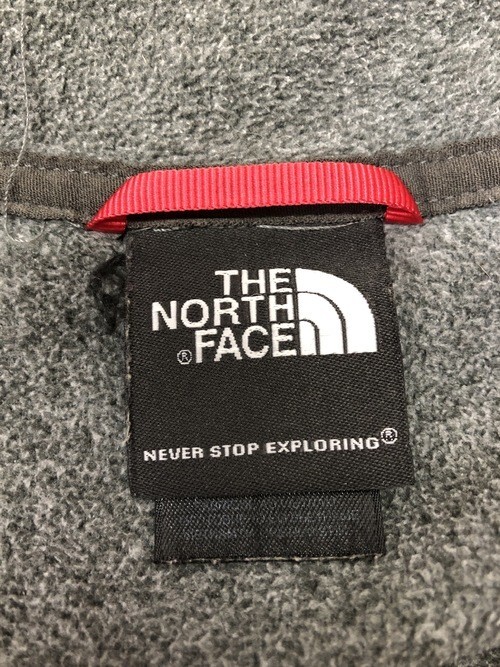 THE
NORTH
® FACE
NEVER STOP EXPLORING®